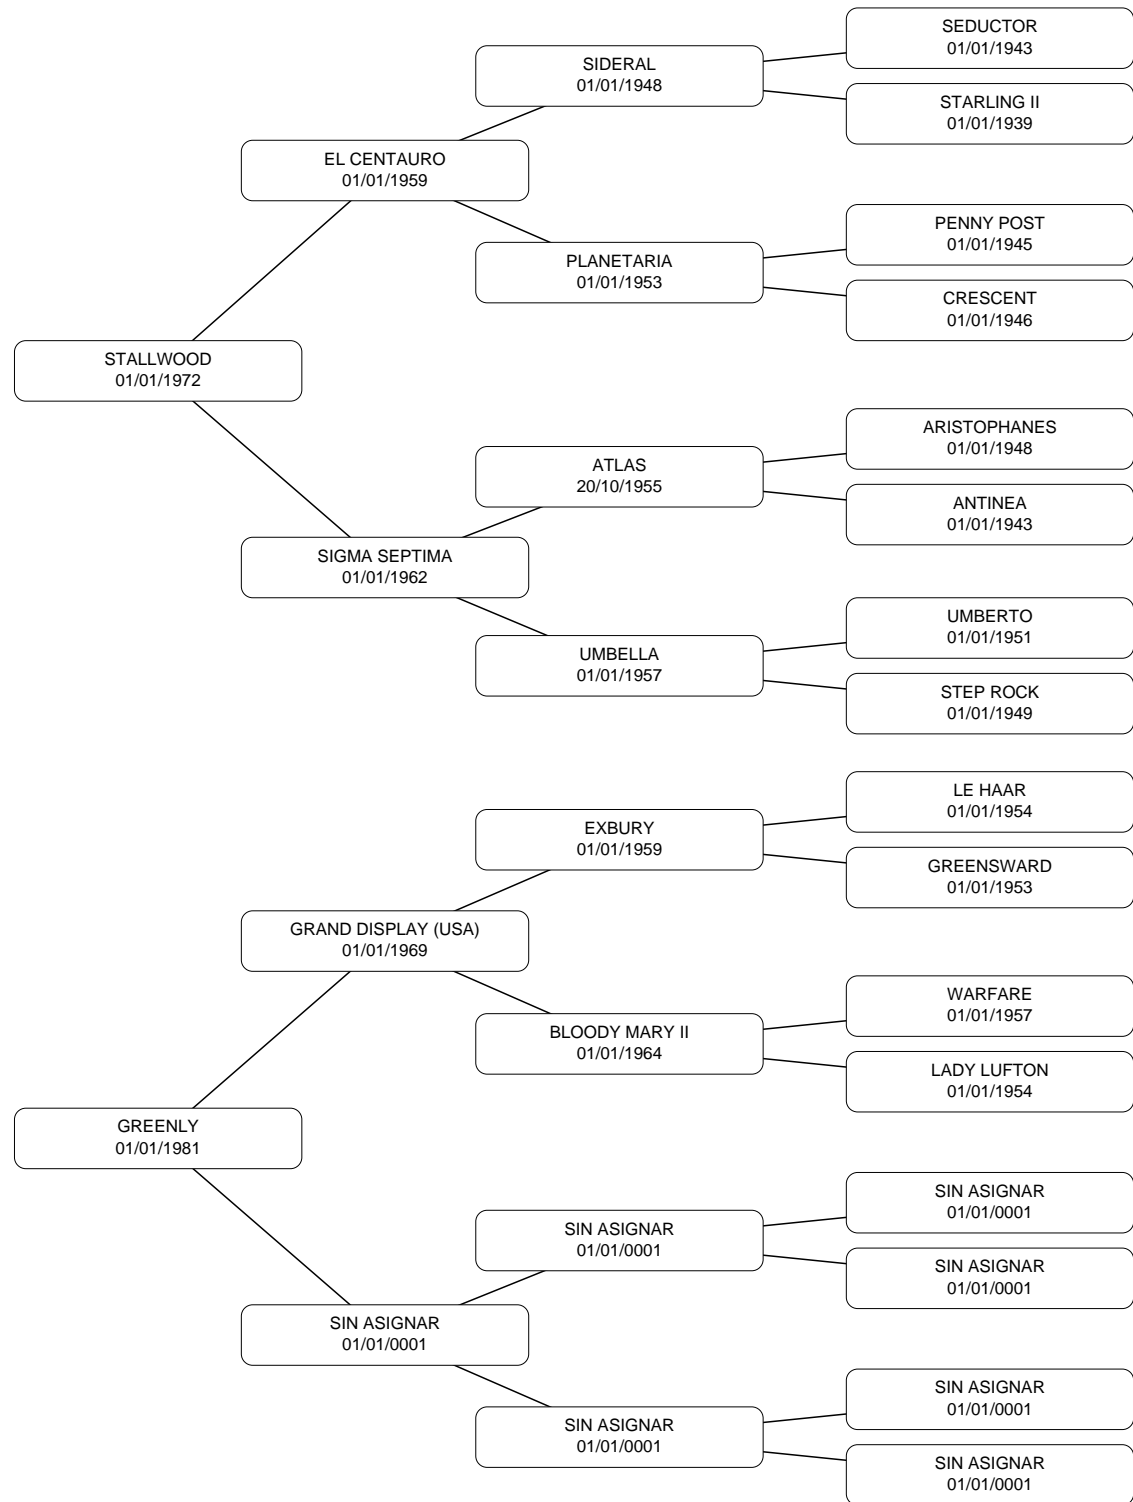 SEDUCTOR
01/01/1943
SIDERAL
01/01/1948
STARLING II
01/01/1939
EL CENTAURO
01/01/1959
PENNY POST
01/01/1945
PLANETARIA
01/01/1953
CRESCENT
01/01/1946
STALLWOOD
01/01/1972
ARISTOPHANES
01/01/1948
ATLAS
20/10/1955
ANTINEA
01/01/1943
SIGMA SEPTIMA
01/01/1962
UMBERTO
01/01/1951
UMBELLA
01/01/1957
STEP ROCK
01/01/1949
LE HAAR
01/01/1954
EXBURY
01/01/1959
GREENSWARD
01/01/1953
GRAND DISPLAY (USA)
01/01/1969
WARFARE
01/01/1957
BLOODY MARY II
01/01/1964
LADY LUFTON
01/01/1954
GREENLY
01/01/1981
SIN ASIGNAR
01/01/0001
SIN ASIGNAR
01/01/0001
SIN ASIGNAR
01/01/0001
SIN ASIGNAR
01/01/0001
SIN ASIGNAR
01/01/0001
SIN ASIGNAR
01/01/0001
SIN ASIGNAR
01/01/0001